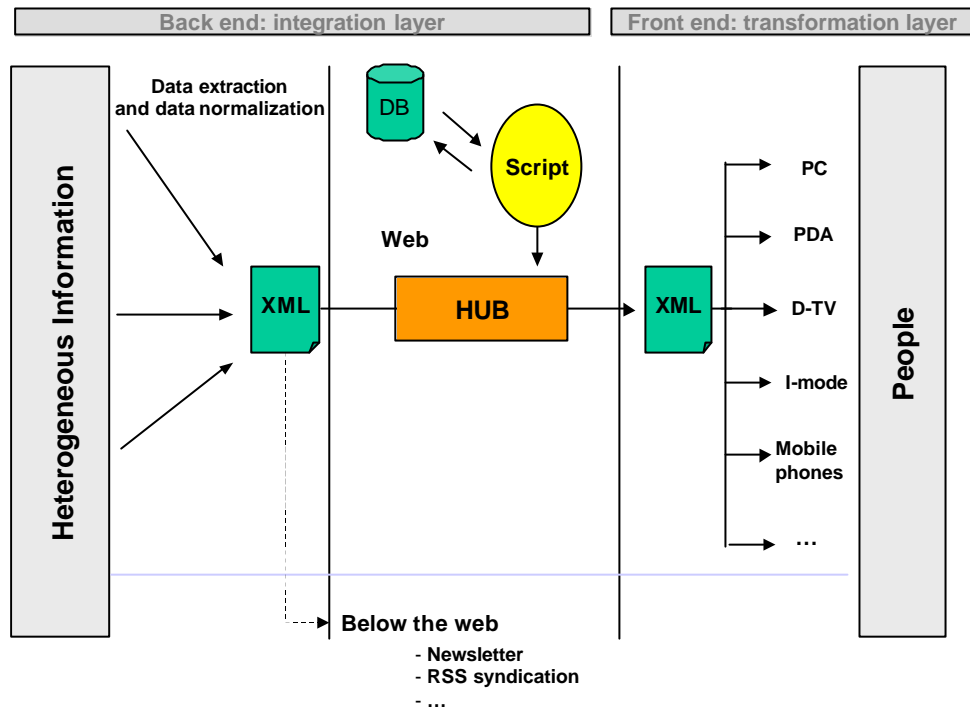 Back end: integration layer
Front end: transformation layer
Heterogeneous Information
Data extraction
and data normalization
DB
Script
Web
XML
HUB
XML
PC
PDA
D-TV
I-mode
Mobile
phones
...
People
Below the web
- Newsletter
- RSS syndication
- ...